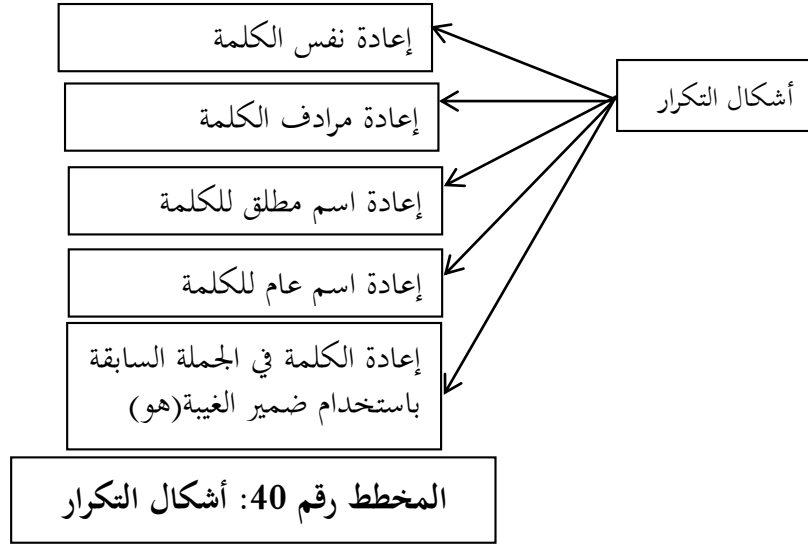 أشكال التكرار
إعادة نفس الكلمة
إعادة مرادف الكلمة
إعادة اسم مطلق للكلمة
إعادة اسم عام للكلمة
إعادة الكلمة في الجملة السابقة
باستخدام ضمير الغيبة(هو)
المخطط رقم 40: أشكال التكرار